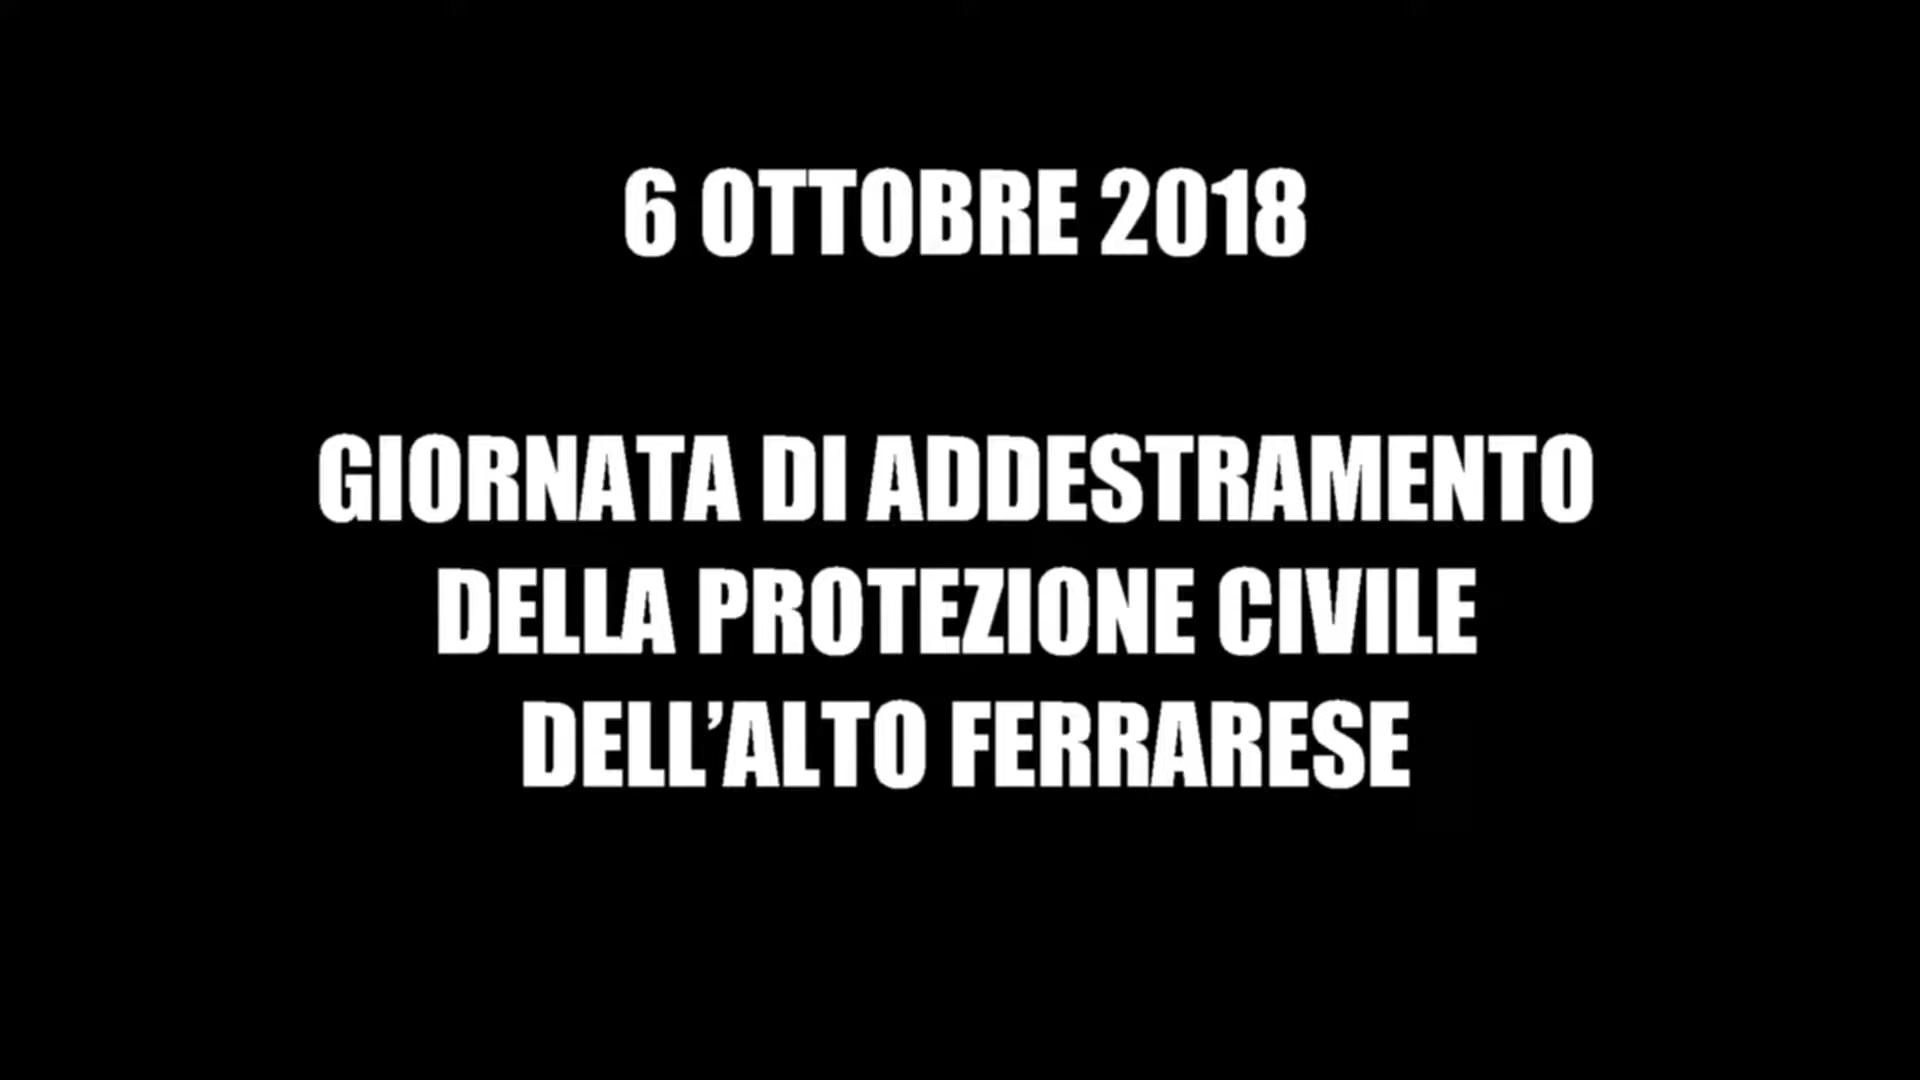 6 OTTOBRE 2018
GIORNATA DI ADDESTRAMENTO
DELLA PROTEZIONE CIVILE
DELL’ALTO FERRARESE